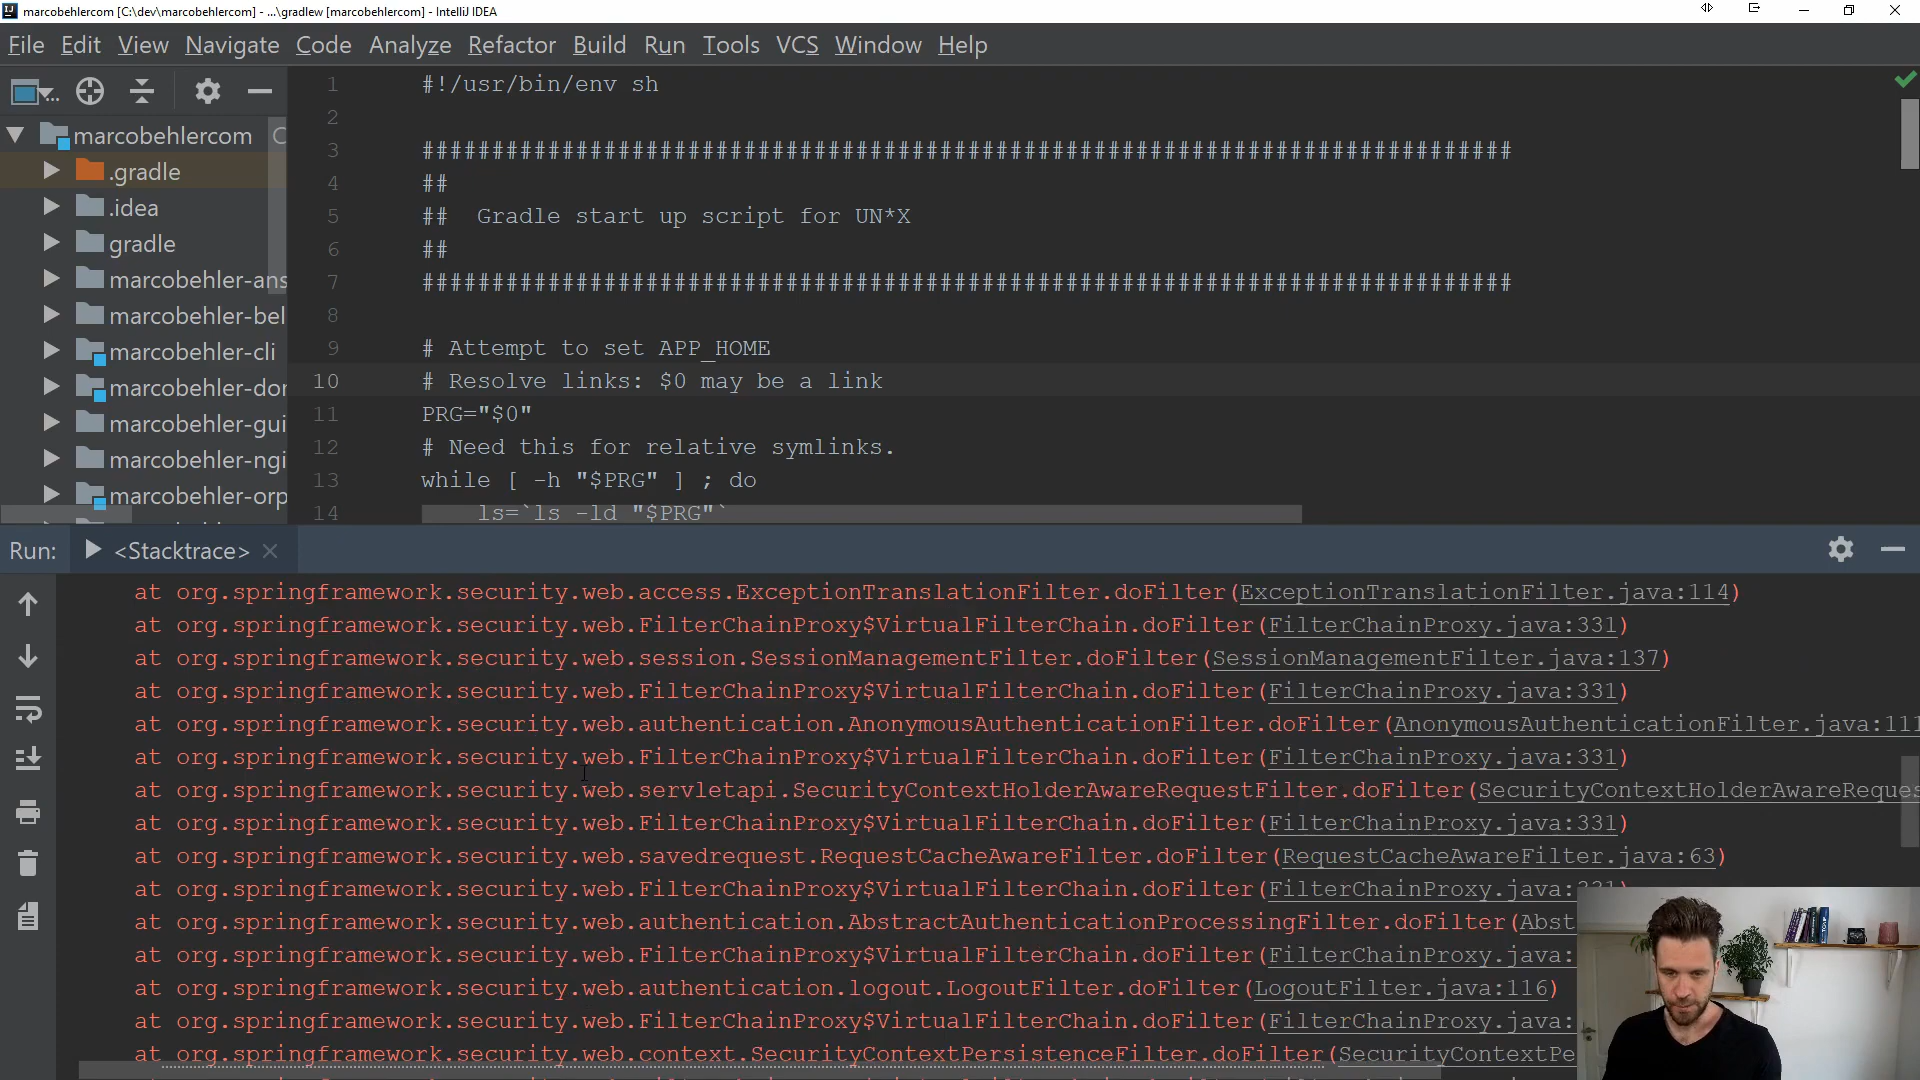 marcobehlercom [C:\dev\marcobehlercom] - ...\gradlew [marcobehlercom] - IntelliJ IDEA
File Edit View Navigate Code Analyze Refactor Build Run Tools VCS Window Help
marcobehlercom C
.gradle
.idea
gradle
marcobehler-ans
marcobehler-bel
marcobehler-cli
marcobehler-dor
marcobehler-gui
marcobehler-ngi
marcobehler-orp
1 #!/usr/bin/env sh
2
3 ##############################################################################
4 ##
5 ##  Gradle start up script for UN*X
6 ##
7 ##############################################################################
8
9 # Attempt to set APP_HOME
10 # Resolve links: $0 may be a link
11 PRG="$0"
12 # Need this for relative symlinks.
13 while [ -h "$PRG" ] ; do
14     ls=`ls -ld "$PRG"`
Run: <Stacktrace>
at org.springframework.security.web.access.ExceptionTranslationFilter.doFilter(ExceptionTranslationFilter.java:114)
at org.springframework.security.web.FilterChainProxy$VirtualFilterChain.doFilter(FilterChainProxy.java:331)
at org.springframework.security.web.session.SessionManagementFilter.doFilter(SessionManagementFilter.java:137)
at org.springframework.security.web.FilterChainProxy$VirtualFilterChain.doFilter(FilterChainProxy.java:331)
at org.springframework.security.web.authentication.AnonymousAuthenticationFilter.doFilter(AnonymousAuthenticationFilter.java:111
at org.springframework.security.web.FilterChainProxy$VirtualFilterChain.doFilter(FilterChainProxy.java:331)
at org.springframework.security.web.servletapi.SecurityContextHolderAwareRequestFilter.doFilter(SecurityContextHolderAwareReques
at org.springframework.security.web.FilterChainProxy$VirtualFilterChain.doFilter(FilterChainProxy.java:331)
at org.springframework.security.web.savedrequest.RequestCacheAwareFilter.doFilter(RequestCacheAwareFilter.java:63)
at org.springframework.security.web.FilterChainProxy$VirtualFilterChain.doFilter(FilterChainProxy.java:331)
at org.springframework.security.web.authentication.AbstractAuthenticationProcessingFilter.doFilter(Abst
at org.springframework.security.web.FilterChainProxy$VirtualFilterChain.doFilter(FilterChainProxy.java:
at org.springframework.security.web.authentication.logout.LogoutFilter.doFilter(LogoutFilter.java:116)
at org.springframework.security.web.FilterChainProxy$VirtualFilterChain.doFilter(FilterChainProxy.java:
at org.springframework.security.web.context.SecurityContextPersistenceFilter.doFilter(SecurityContextPe